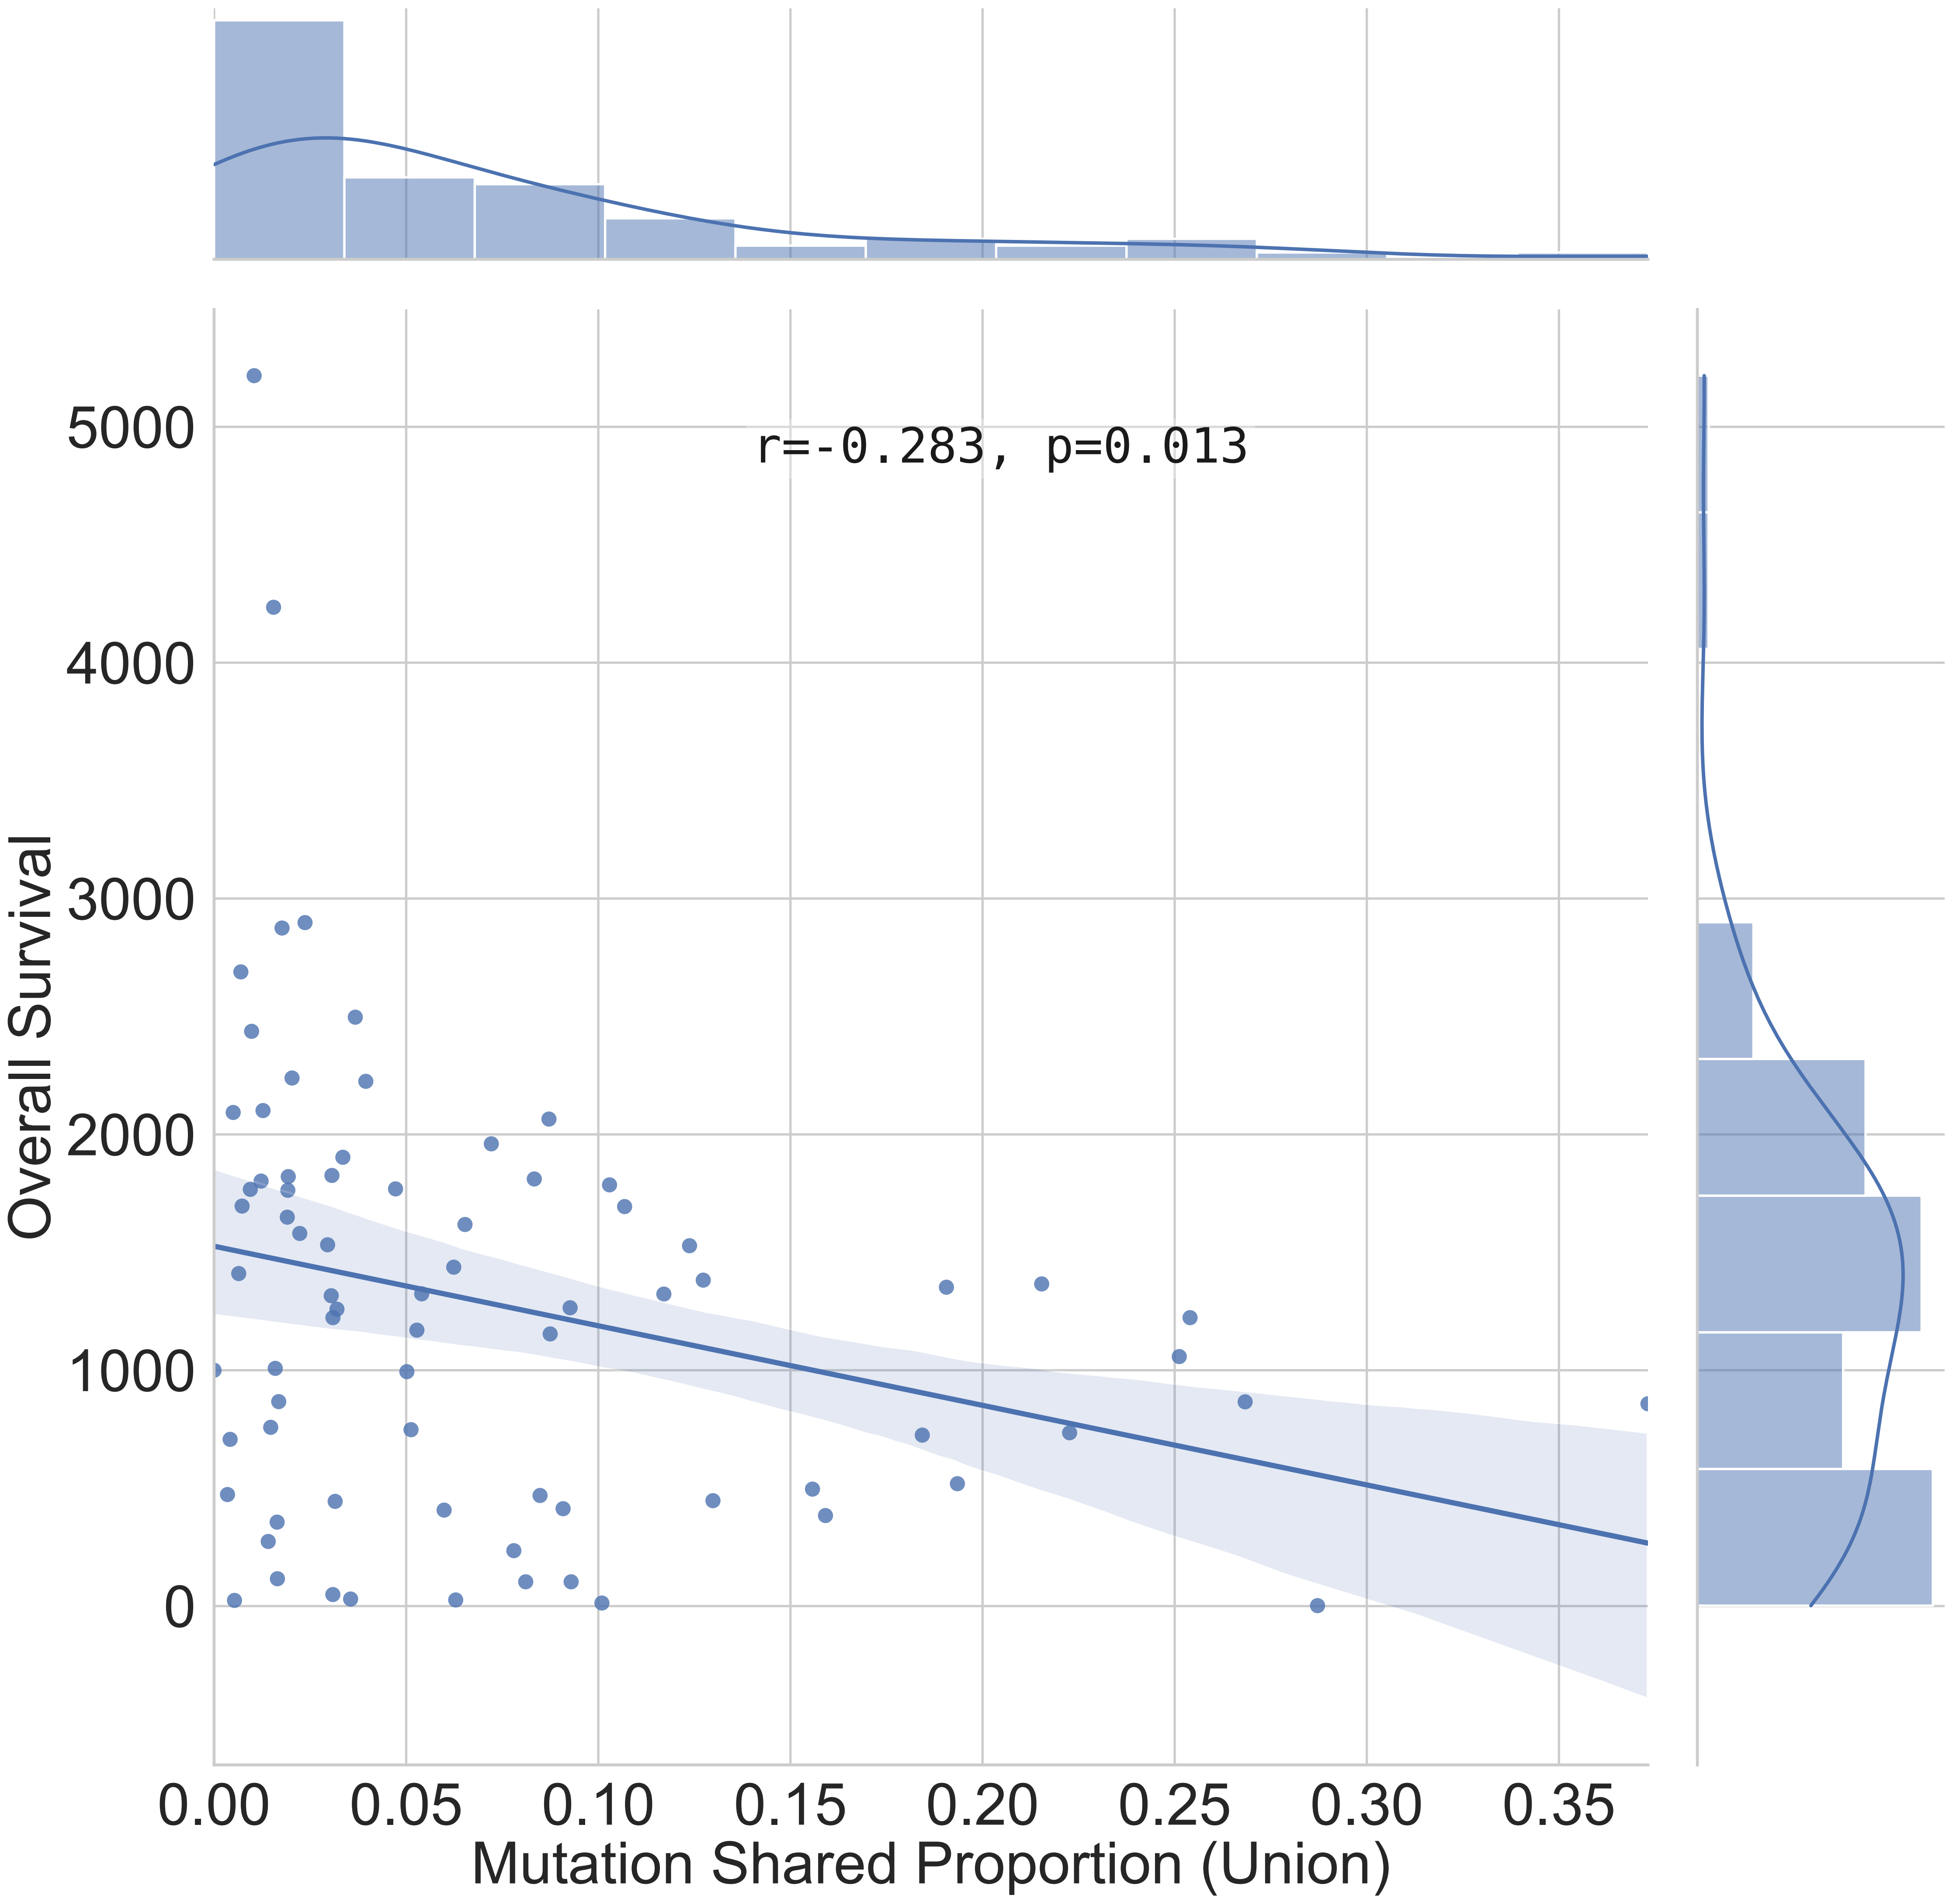 5000
r=-0.283, p=0.013
4000
3000
2000
1000
0
Overall Survival
0.00 0.05 0.10 0.15 0.20 0.25 0.30 0.35
Mutation Shared Proportion (Union)